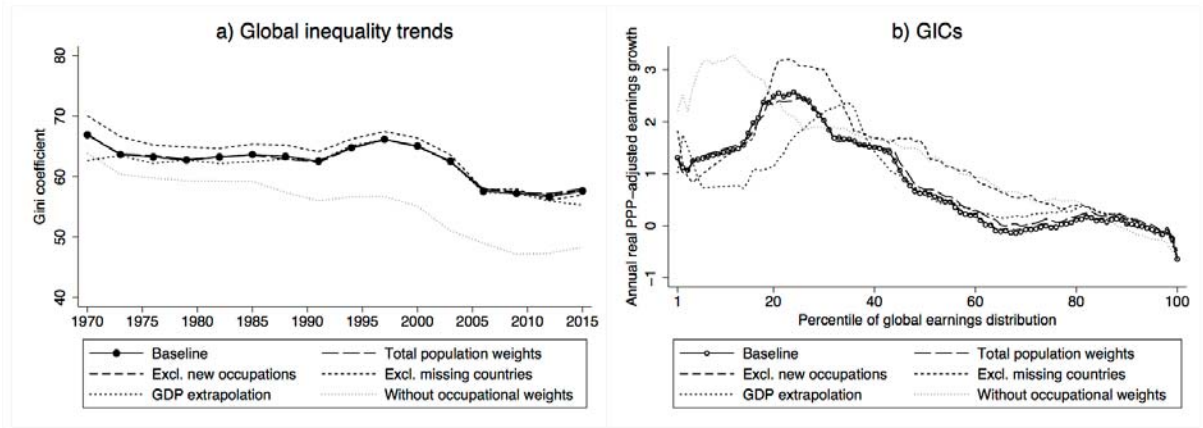 a) Global inequality trends
Gini coefficient
80
70
60
50
40
1970 1975 1980 1985 1990 1995 2000 2005 2010 2015
Baseline Total population weights
Excl. new occupations Excl. missing countries
GDP extrapolation Without occupational weights
b) GICs
Annual real PPP-adjusted earnings growth
3
2
1
0
-1
1 20 40 60 80 100
Percentile of global earnings distribution
Baseline Total population weights
Excl. new occupations Excl. missing countries
GDP extrapolation Without occupational weights